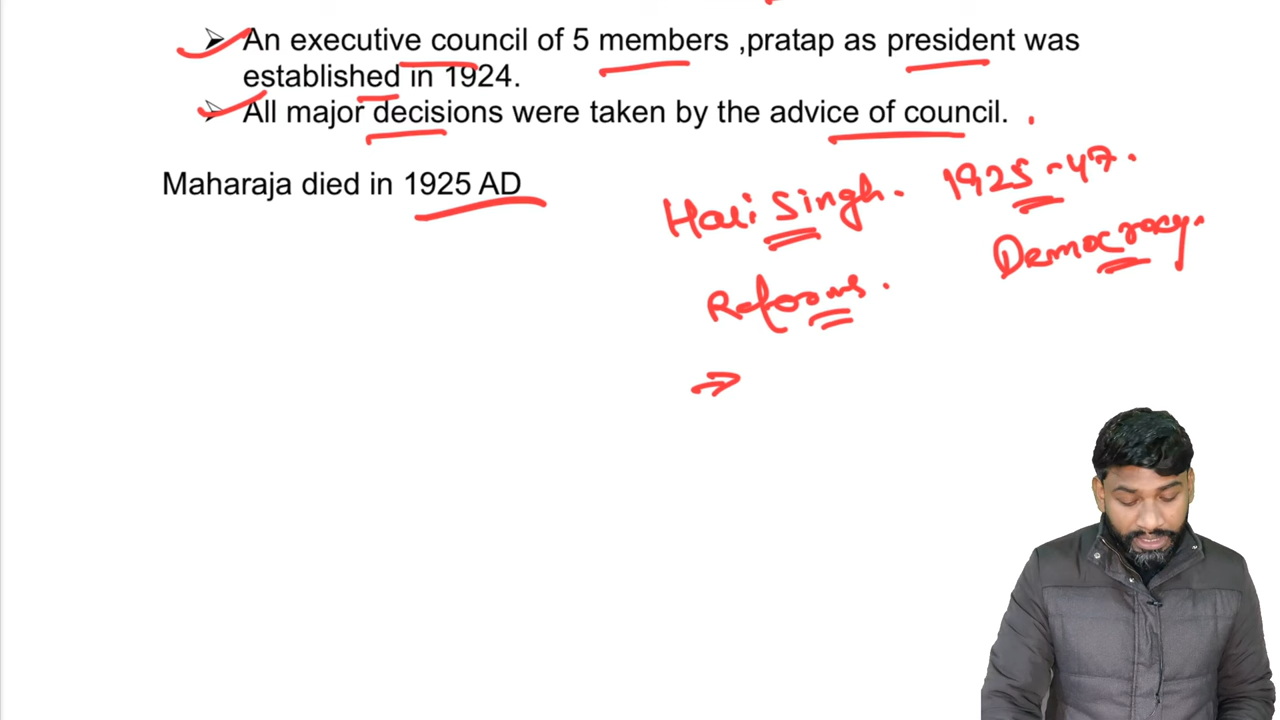 An executive council of 5 members ,pratap as president was
established in 1924.
All major decisions were taken by the advice of council.
Maharaja died in 1925 AD
Hari Singh. 1925-47.
Democracy.
Reforms.